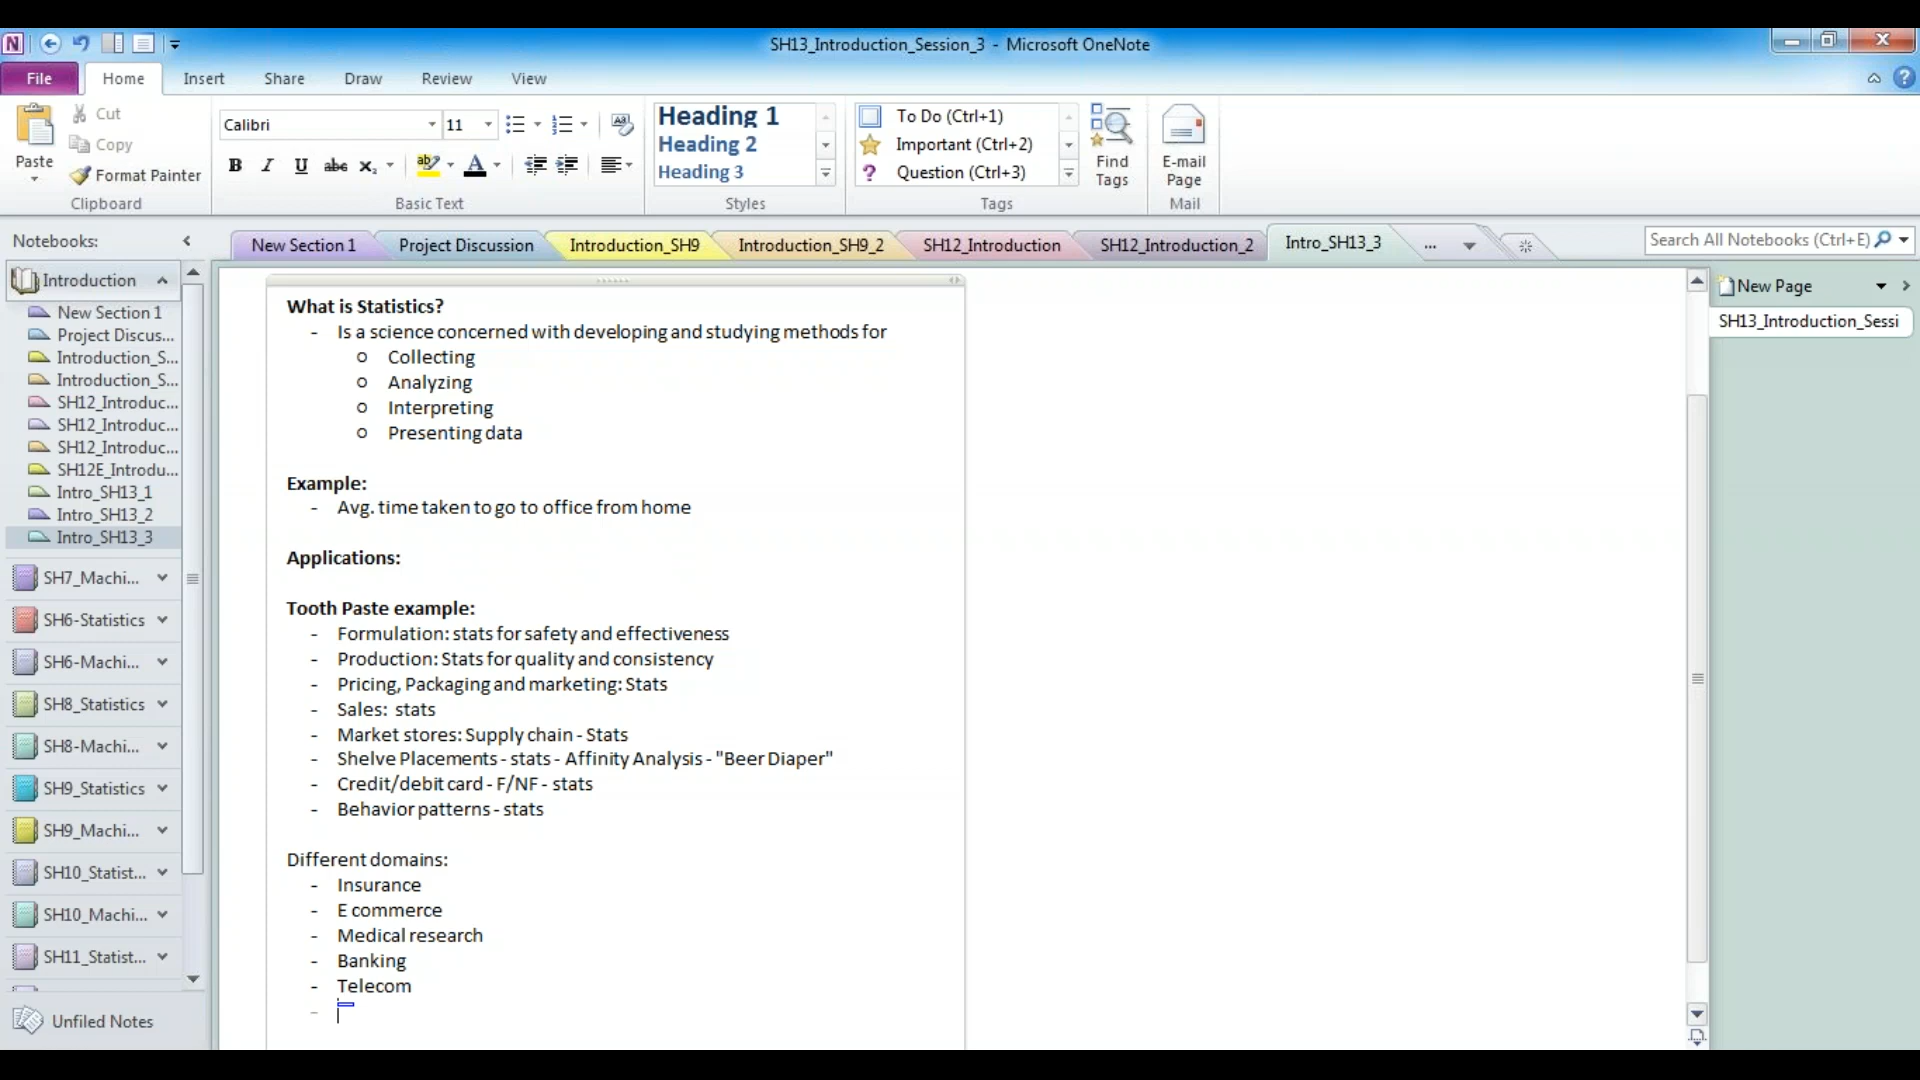 SH13_Introduction_Session_3 - Microsoft OneNote
File Home Insert Share Draw Review View
Paste
Cut
Copy
Format Painter
Clipboard
Calibri 11
Basic Text
Heading 1
Heading 2
Heading 3
Styles
To Do (Ctrl+1)
Important (Ctrl+2)
Question (Ctrl+3)
Tags
Find Tags
E-mail Page
Mail
Notebooks:
New Section 1 Project Discussion Introduction_SH9 Introduction_SH9_2 SH12_Introduction SH12_Introduction_2 Intro_SH13_3 ...
Search All Notebooks (Ctrl+E)
Introduction
New Section 1
Project Discus...
Introduction_S...
Introduction_S...
SH12_Introduc...
SH12_Introduc...
SH12_Introduc...
SH12E_Introdu...
Intro_SH13_1
Intro_SH13_2
Intro_SH13_3
SH7_Machi...
SH6-Statistics
SH6-Machi...
SH8_Statistics
SH8-Machi...
SH9_Statistics
SH9_Machi...
SH10_Statist...
SH10_Machi...
SH11_Statist...
Unfiled Notes
What is Statistics?
- Is a science concerned with developing and studying methods for
o Collecting
o Analyzing
o Interpreting
o Presenting data
Example:
- Avg. time taken to go to office from home
Applications:
Tooth Paste example:
- Formulation: stats for safety and effectiveness
- Production: Stats for quality and consistency
- Pricing, Packaging and marketing: Stats
- Sales: stats
- Market stores: Supply chain - Stats
- Shelve Placements - stats - Affinity Analysis - "Beer Diaper"
- Credit/debit card - F/NF - stats
- Behavior patterns - stats
Different domains:
- Insurance
- E commerce
- Medical research
- Banking
- Telecom
-
New Page
SH13_Introduction_Sessi